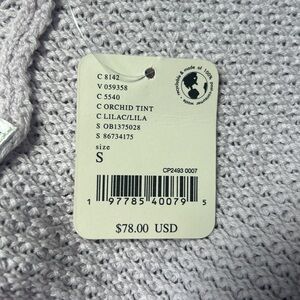 C 8142
V 059358
C 5540
C ORCHID TINT
C LILAC/LILA
S OB1375028
S 86734175
size
S
CP2493 0007
1 97785 40079 5
$78.00 USD